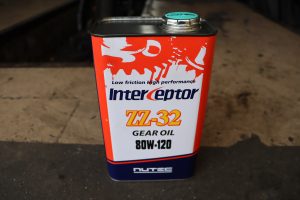 Low friction High performance
Interceptor
ZZ-32
GEAR OIL
80W-120
NUTEC